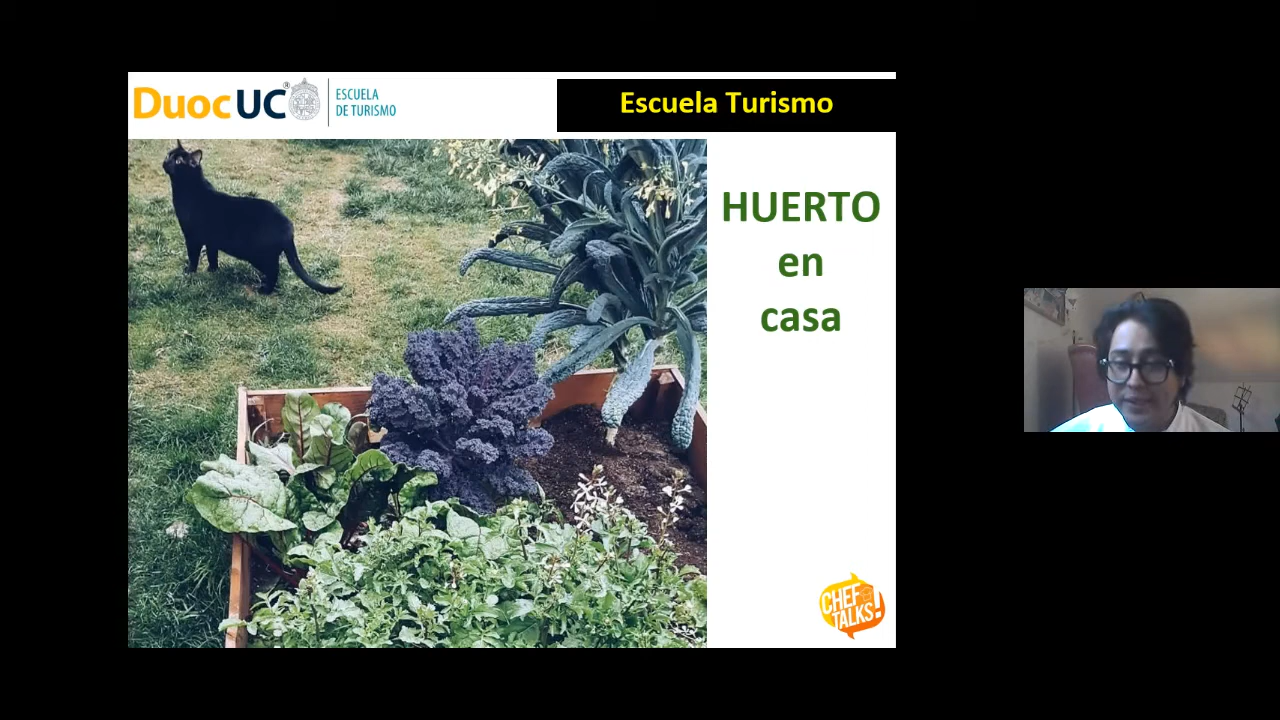 Duoc UC®
ESCUELA
DE TURISMO
Escuela Turismo
HUERTO
en
casa
CHEF
TALKS!